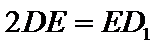 2DE = ED₁